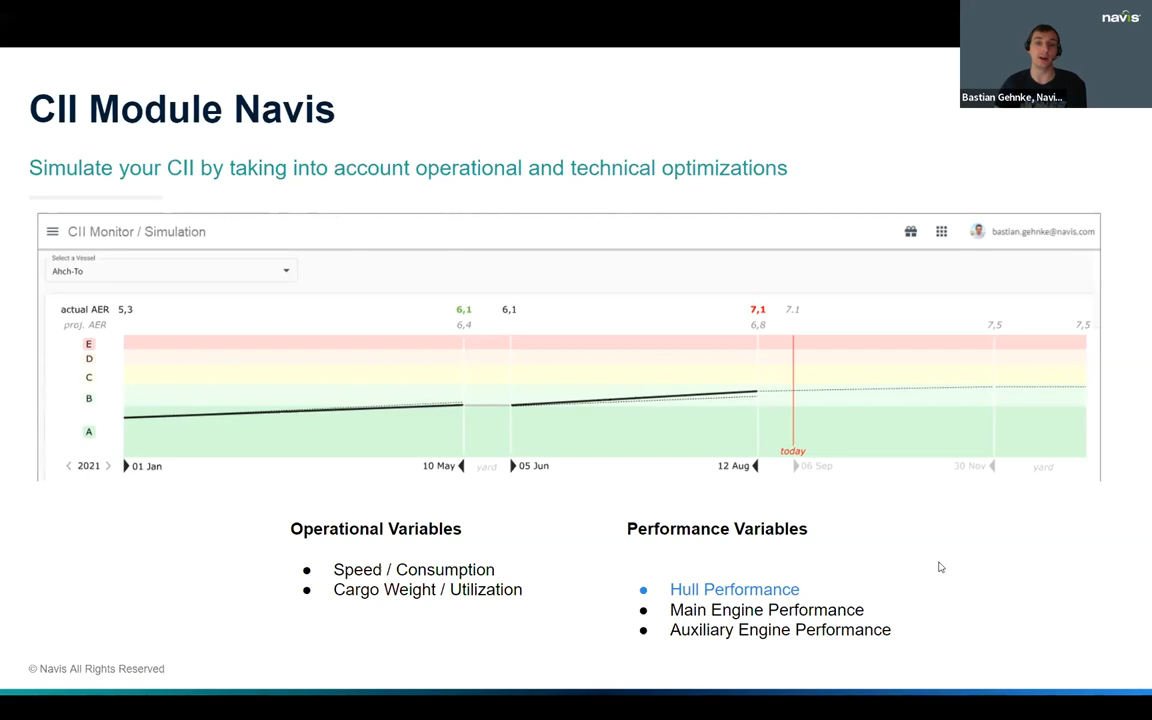 navis
Bastian Gehnke, Navi...
CII Module Navis
Simulate your CII by taking into account operational and technical optimizations
CII Monitor / Simulation
bastian.gehnke@navis.com
Select a Vessel
Ahch-To
actual AER 5,3 6,1 6,1 7,1 7.1
proj. AER 6,4 6,8 7,5 7,5
E
D
C
B
A
today
2021 01 Jan 10 May yard 05 Jun 12 Aug 06 Sep 30 Nov yard
Operational Variables
● Speed / Consumption
● Cargo Weight / Utilization
Performance Variables
● Hull Performance
● Main Engine Performance
● Auxiliary Engine Performance
© Navis All Rights Reserved